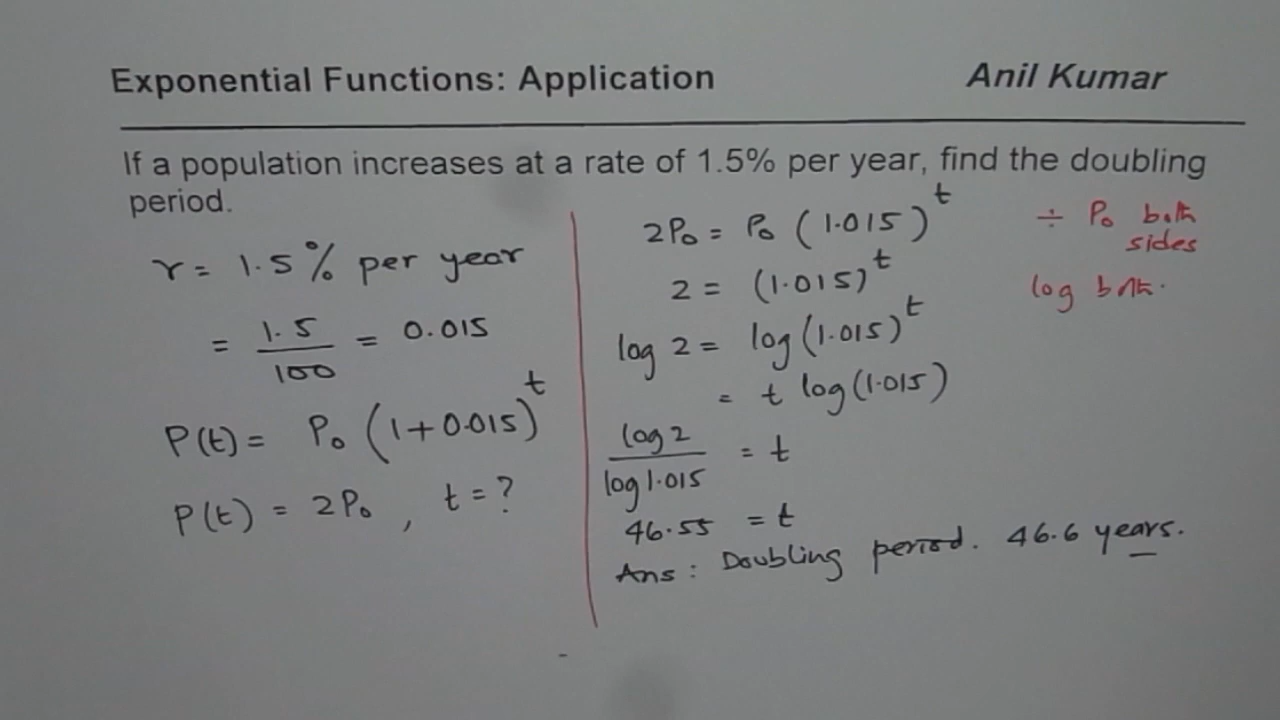 Exponential Functions: Application
Anil Kumar
If a population increases at a rate of 1.5% per year, find the doubling
period.
r = 1.5% per year
= 1.5/100 = 0.015
P(t) = P₀ (1+0.015)^t
P(t) = 2P₀ , t = ?
2P₀ = P₀ (1.015)^t
÷ P₀ both
sides
2 = (1.015)^t
log both.
log 2 = log (1.015)^t
= t log (1.015)
log 2 / log 1.015 = t
46.55 = t
Ans : Doubling period. 46.6 years.